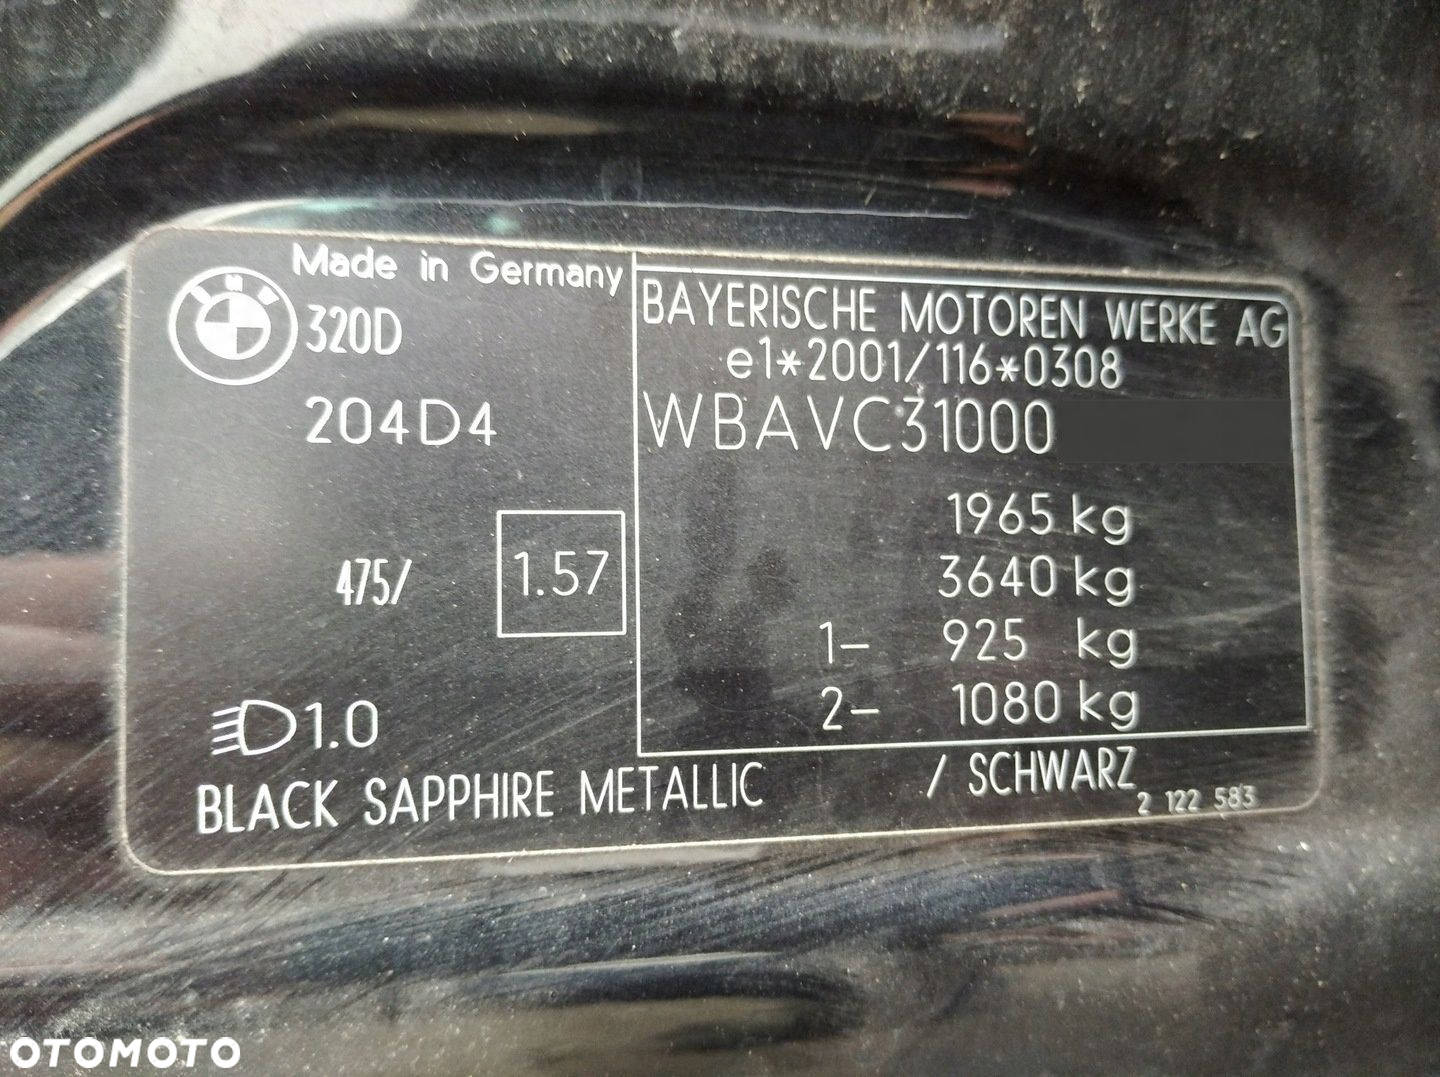 Made in Germany
BMW
320D
204D4
475/
1.57
1.0
BAYERISCHE MOTOREN WERKE AG
e1*2001/116*0308
WBAVC31000
1965 kg
3640 kg
1- 925 kg
2- 1080 kg
BLACK SAPPHIRE METALLIC / SCHWARZ
2 122 583
OTOMOTO